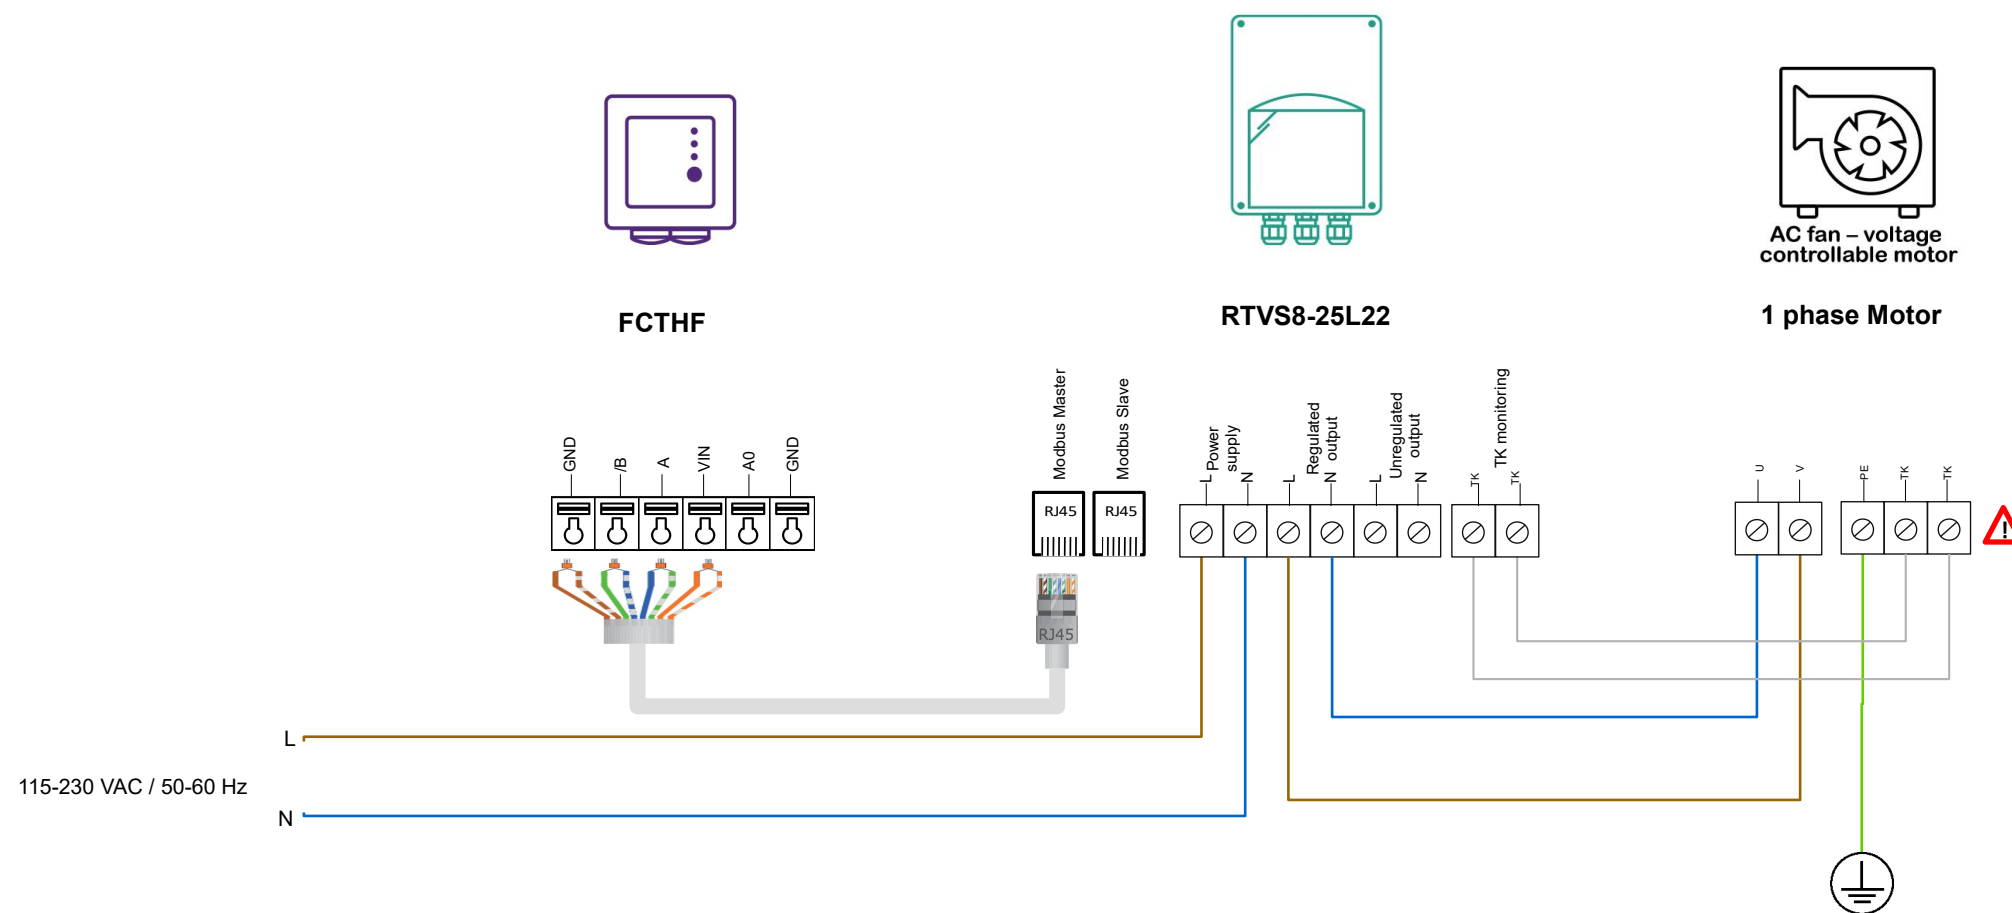 AC fan – voltage
controllable motor
FCTHF
RTVS8-25L22
1 phase Motor
GND
/B
A
VIN
A0
GND
Modbus Master
Modbus Slave
L
Power
supply
N
L
Regulated
output
N
L
Unregulated
output
N
TK
TK monitoring
TK
U
V
PE
TK
TK
RJ45
RJ45
!
RJ45
L
115-230 VAC / 50-60 Hz
N